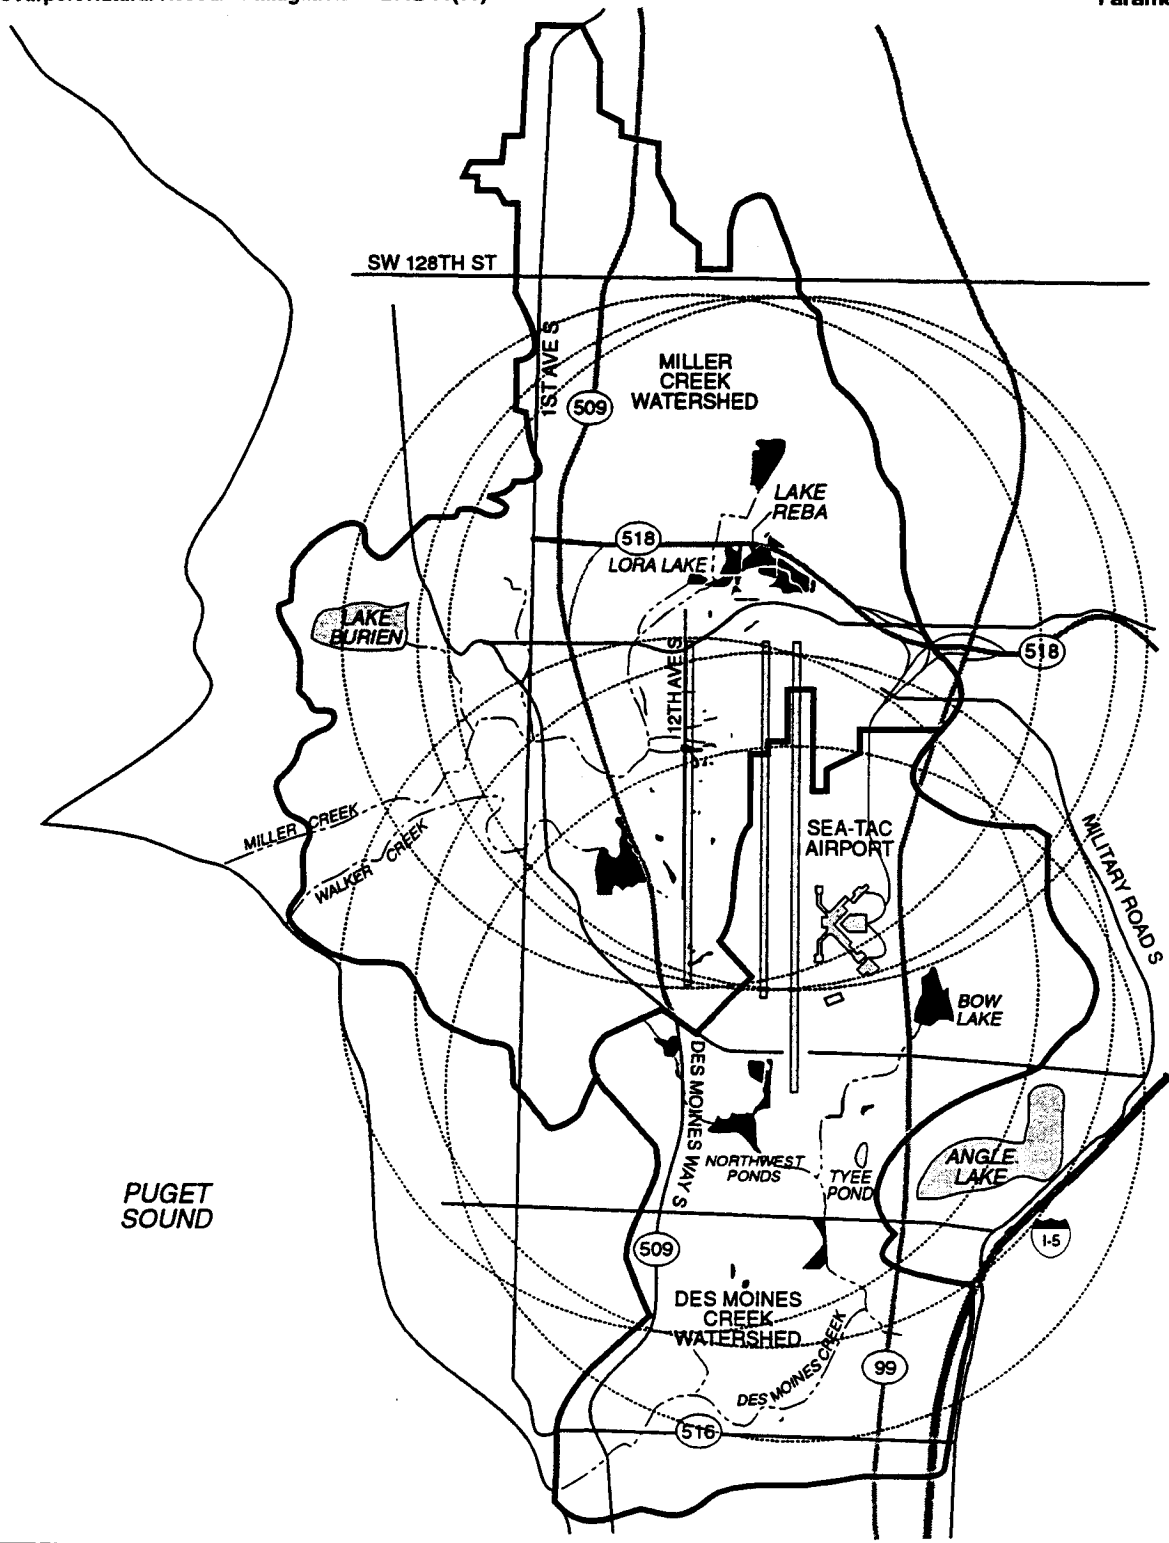 SW 128TH ST
1ST AVE S
MILLER
CREEK
WATERSHED
509
LAKE
REBA
518
LORA LAKE
LAKE
BURIEN
12TH AVE S
518
MILLER CREEK
WALKER CREEK
SEA-TAC
AIRPORT
MILITARY ROAD S
BOW
LAKE
DES MOINES WAY S
NORTHWEST
PONDS
TYEE
POND
ANGLE
LAKE
PUGET
SOUND
509
I-5
DES MOINES
CREEK
WATERSHED
DES MOINES CREEK
99
516